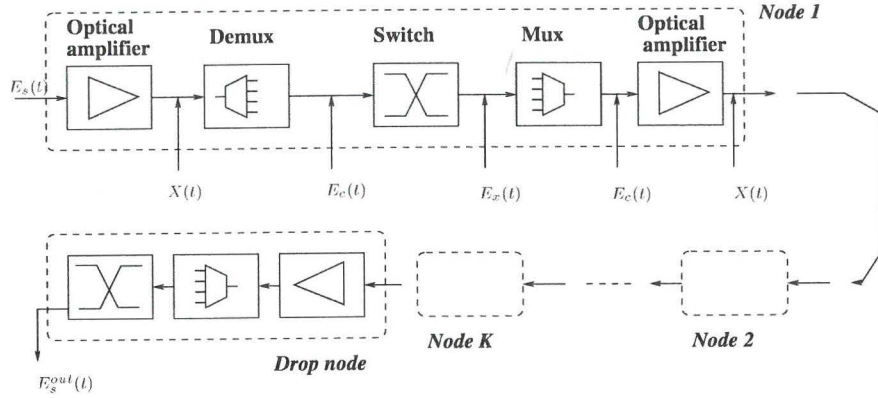 Node 1
Optical
amplifier
Demux
Switch
Mux
Optical
amplifier
E_s(t)
X(t)
E_c(t)
E_x(t)
E_c(t)
X(t)
Node K
Node 2
Drop node
E_s^{out}(t)